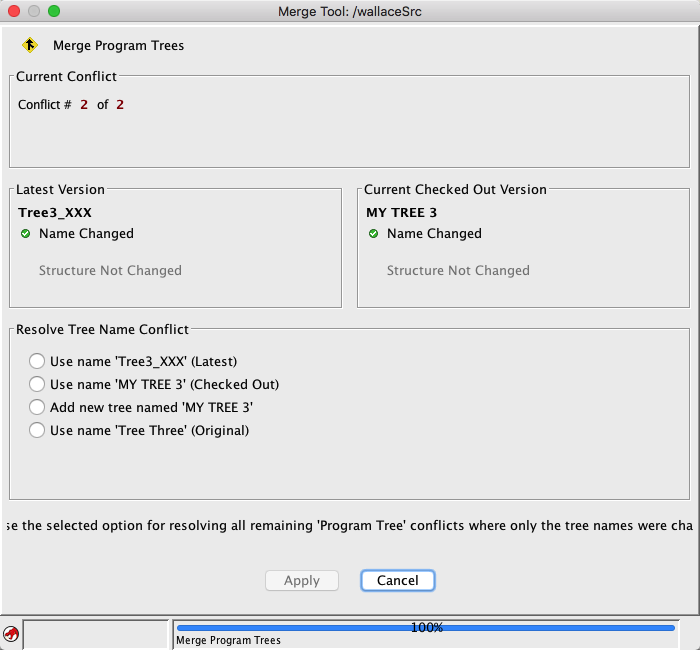 Merge Tool: /wallaceSrc
Merge Program Trees
Current Conflict
Conflict # 2 of 2
Latest Version
Tree3_XXX
Name Changed
Structure Not Changed
Current Checked Out Version
MY TREE 3
Name Changed
Structure Not Changed
Resolve Tree Name Conflict
Use name 'Tree3_XXX' (Latest)
Use name 'MY TREE 3' (Checked Out)
Add new tree named 'MY TREE 3'
Use name 'Tree Three' (Original)
se the selected option for resolving all remaining 'Program Tree' conflicts where only the tree names were cha
Apply
Cancel
100%
Merge Program Trees